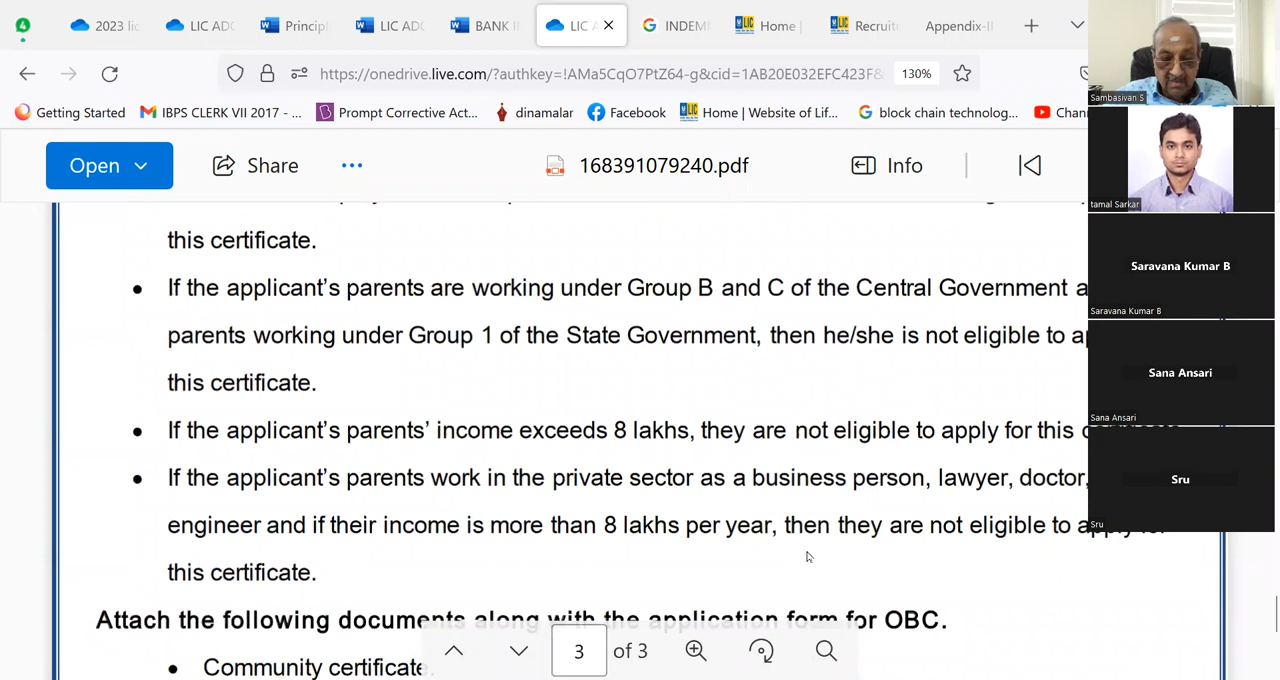 4
2023 lic
LIC ADO
Principl
LIC ADO
BANK II
LIC A
INDEMN
Home |
Recruit
Appendix-I
https://onedrive.live.com/?authkey=!AMa5CqO7PtZ64-g&cid=1AB20E032EFC423F8
130%
Getting Started
IBPS CLERK VII 2017 - ...
Prompt Corrective Act...
dinamalar
Facebook
Home | Website of Lif...
block chain technolog...
Chann
Open
Share
168391079240.pdf
Info
this certificate.
• If the applicant's parents are working under Group B and C of the Central Government a
parents working under Group 1 of the State Government, then he/she is not eligible to ap
this certificate.
• If the applicant's parents' income exceeds 8 lakhs, they are not eligible to apply for this c
• If the applicant's parents work in the private sector as a business person, lawyer, doctor,
engineer and if their income is more than 8 lakhs per year, then they are not eligible to apply for
this certificate.
Attach the following documents along with the application form for OBC.
• Community certificate.
3 of 3
Sambasivan S
tamal Sarkar
Saravana Kumar B
Saravana Kumar B
Sana Ansari
Sana Ansari
Sru
Sru